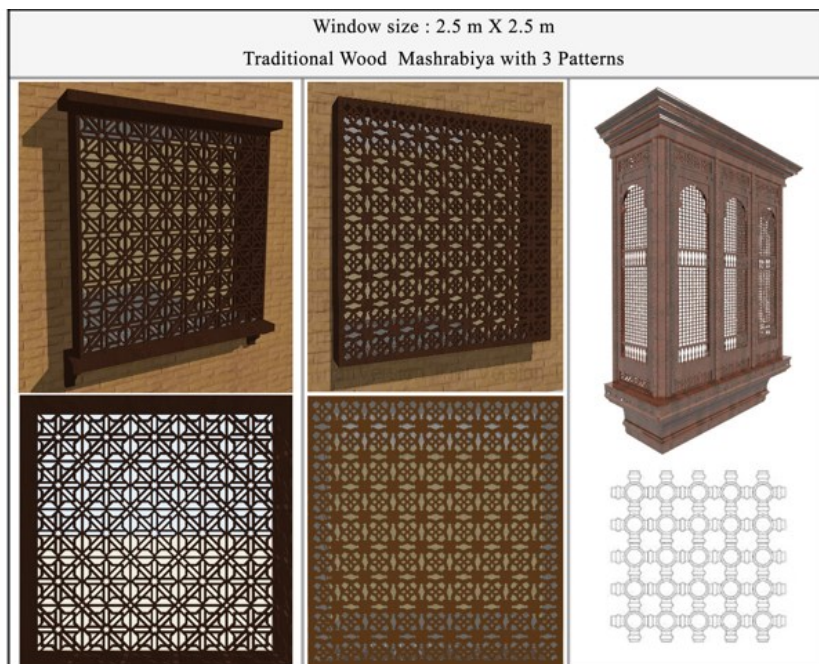 Window size : 2.5 m X 2.5 m
Traditional Wood  Mashrabiya with 3 Patterns